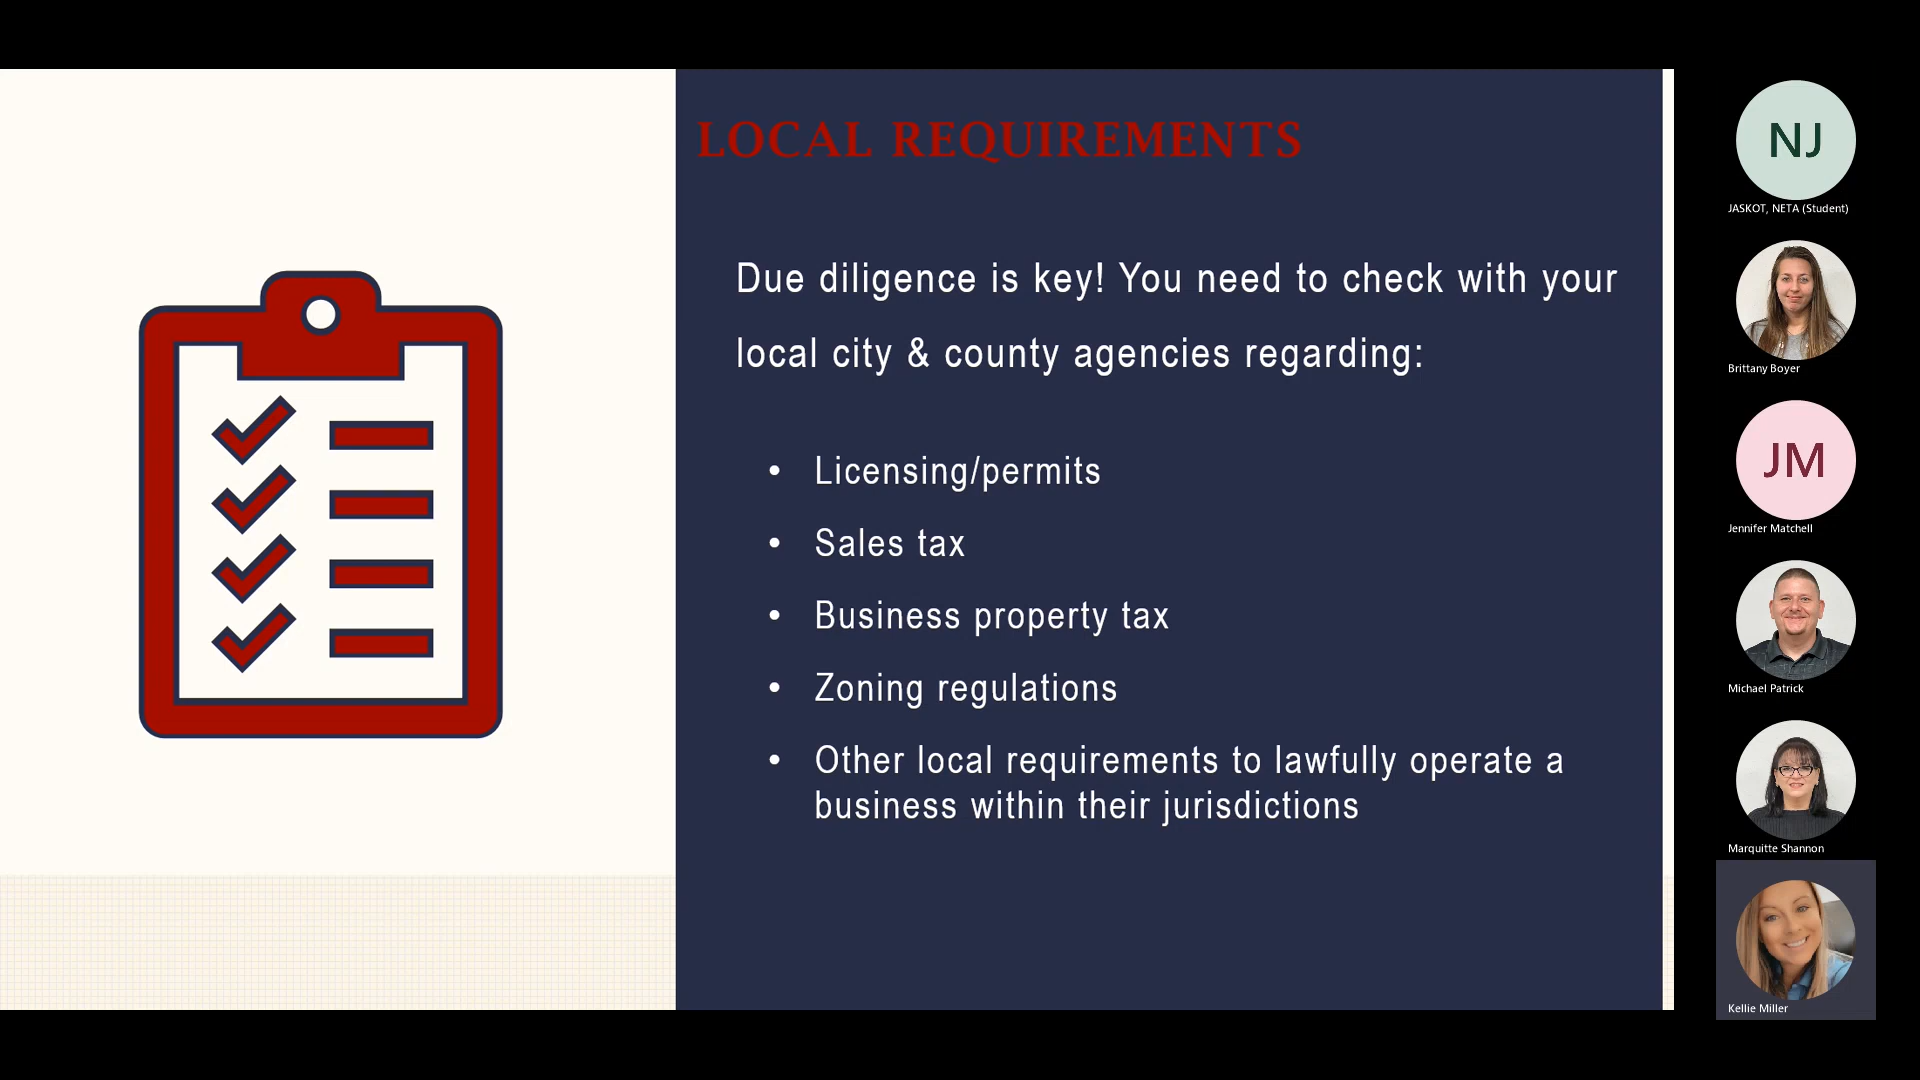 LOCAL REQUIREMENTS
Due diligence is key! You need to check with your
local city & county agencies regarding:
• Licensing/permits
• Sales tax
• Business property tax
• Zoning regulations
• Other local requirements to lawfully operate a
business within their jurisdictions
NJ
JASKOT, NETA (Student)
Brittany Boyer
JM
Jennifer Matchell
Michael Patrick
Marquitte Shannon
Kellie Miller